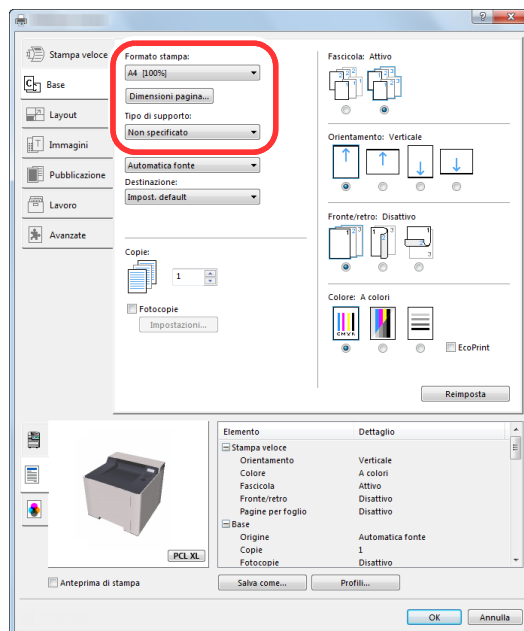 Stampa veloce
Base
Layout
Immagini
Pubblicazione
Lavoro
Avanzate
Formato stampa:
A4 [100%]
Dimensioni pagina...
Tipo di supporto:
Non specificato
Automatica fonte
Destinazione:
Impost. default
Copie:
1
Fotocopie
Impostazioni...
Fascicola: Attivo
Orientamento: Verticale
Fronte/retro: Disattivo
Colore: A colori
CMYK
EcoPrint
Reimposta
PCL XL
Anteprima di stampa
Elemento Dettaglio
Stampa veloce
Orientamento Verticale
Colore A colori
Fascicola Attivo
Fronte/retro Disattivo
Pagine per foglio Disattivo
Base
Origine Automatica fonte
Copie 1
Fotocopie Disattivo
Salva come... Profili...
OK Annulla